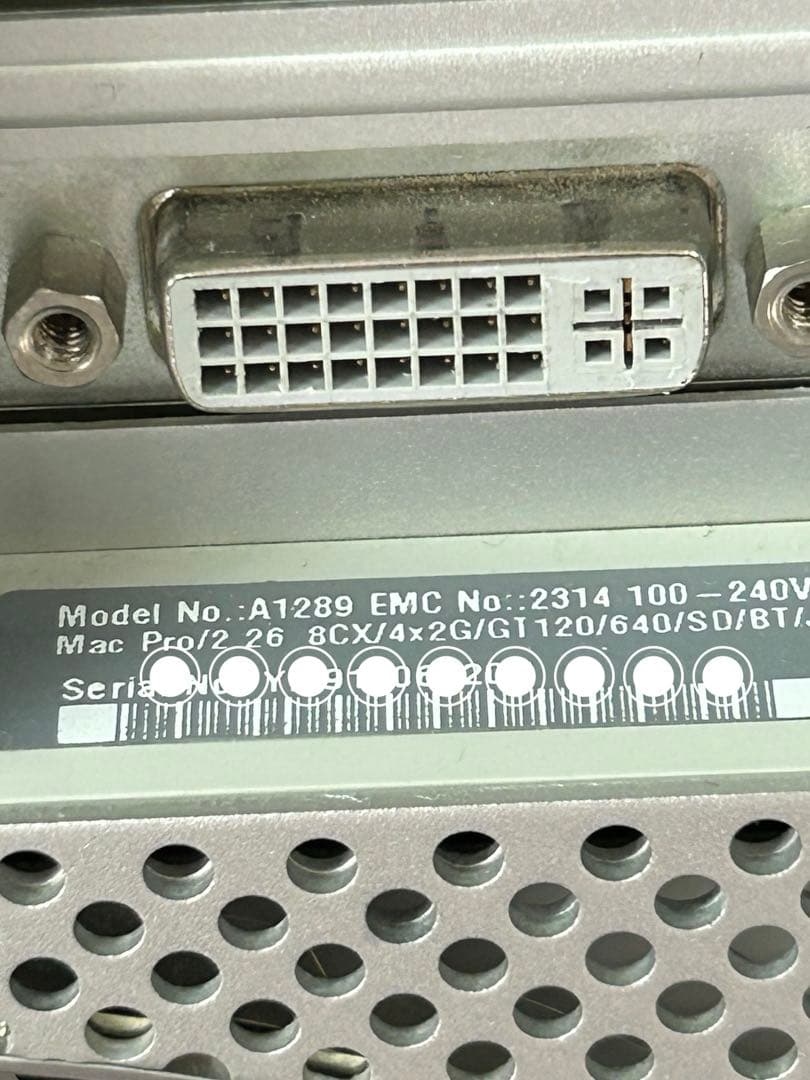 Model No.:A1289 EMC No.:2314 100-240V
Mac Pro/2 26 8CX/4x2G/GT120/640/SD/BT/